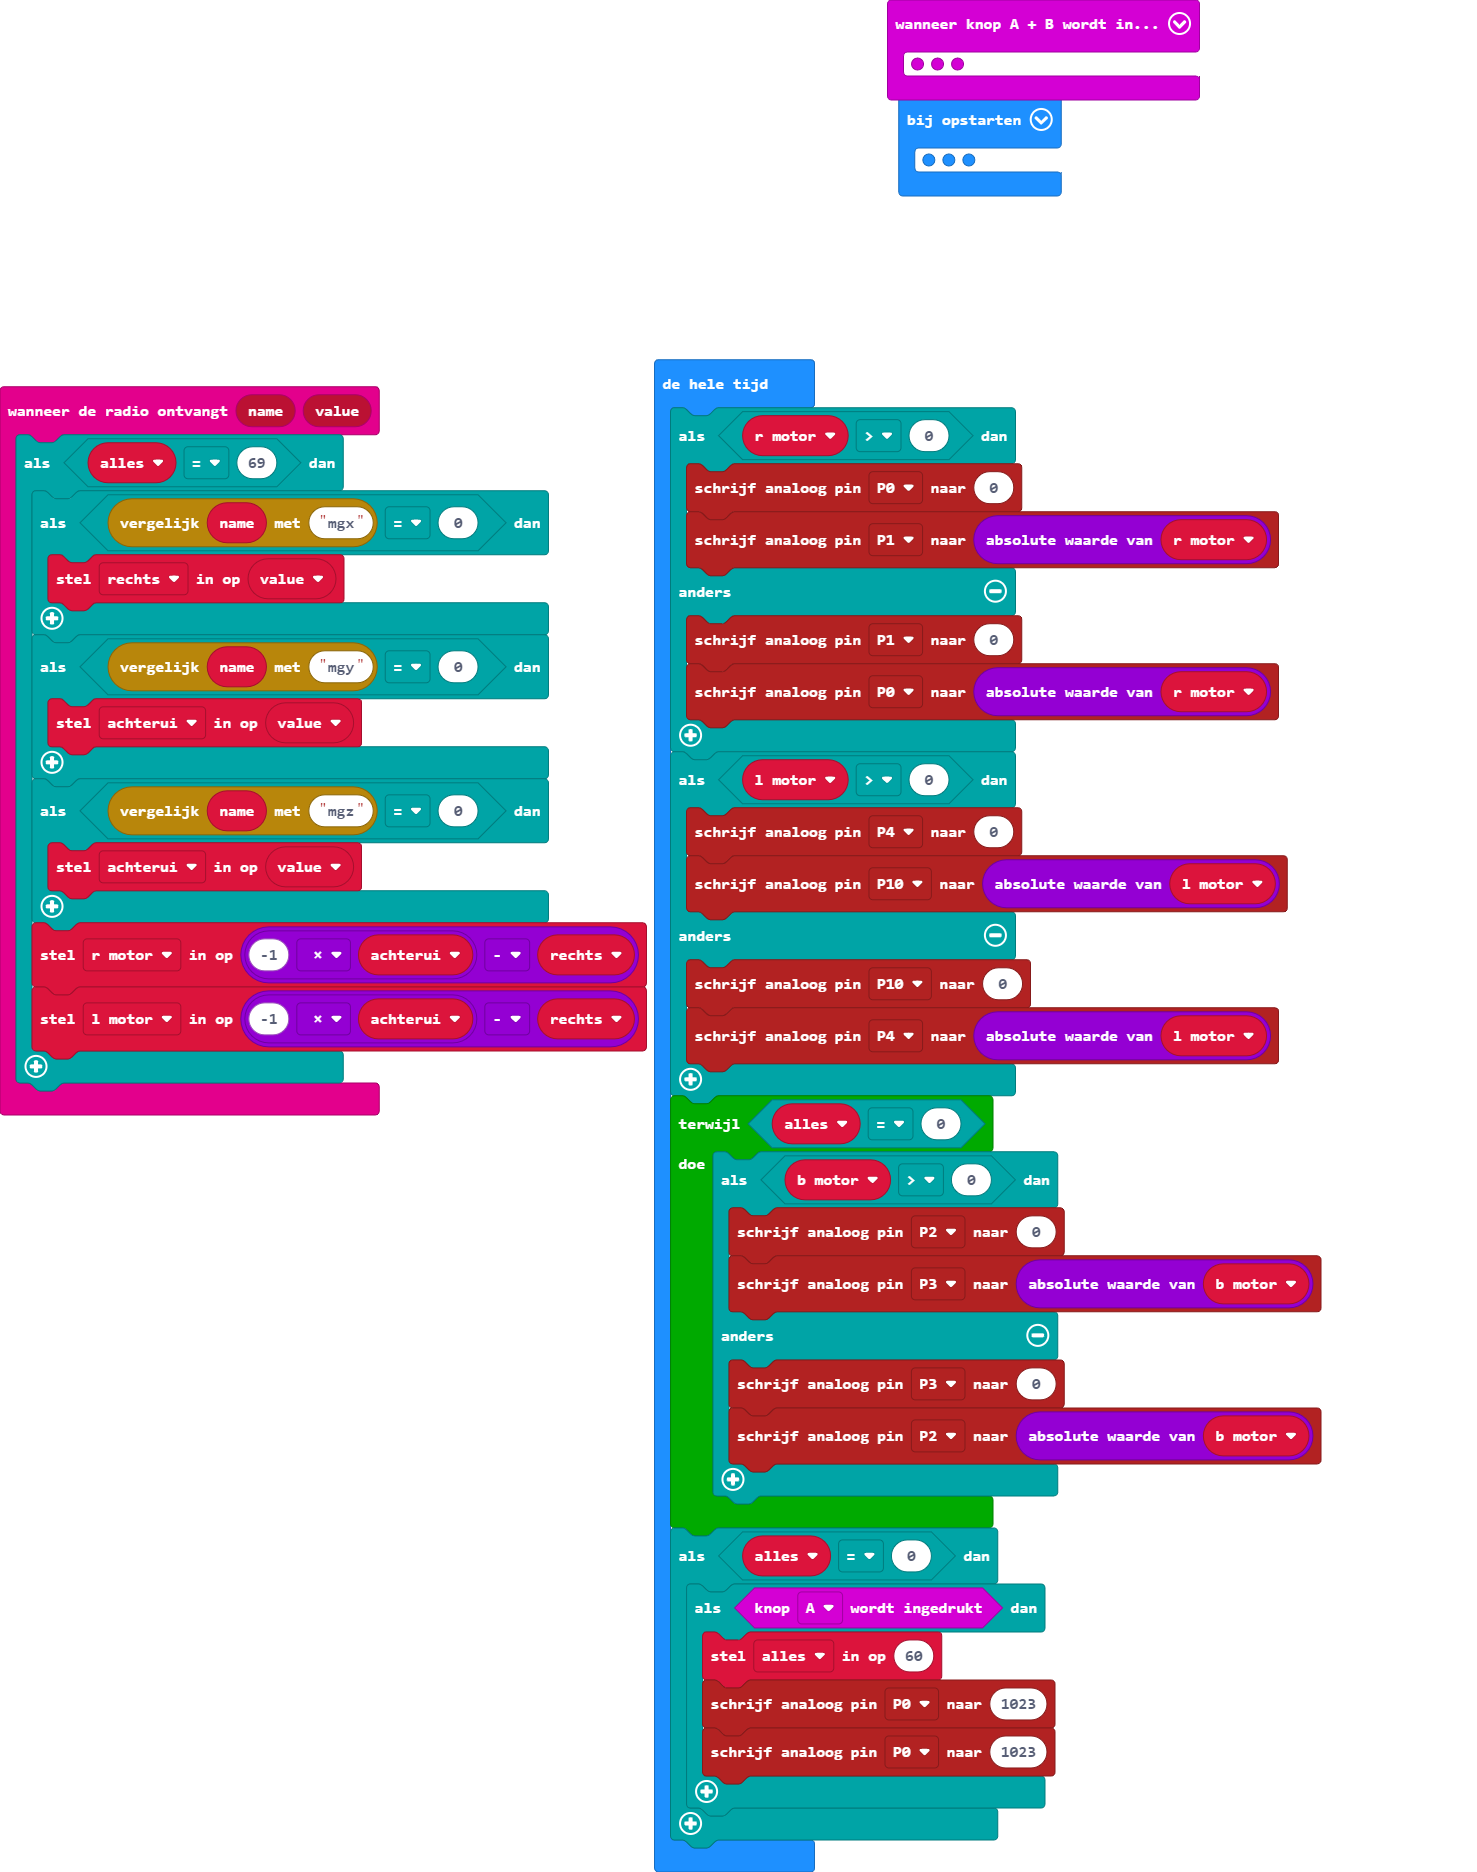 wanneer knop A + B wordt in...
bij opstarten
wanneer de radio ontvangt name value
als alles = 69 dan
als vergelijk name met "mgx" = 0 dan
stel rechts in op value
als vergelijk name met "mgy" = 0 dan
stel achterui in op value
als vergelijk name met "mgz" = 0 dan
stel achterui in op value
stel r motor in op -1 × achterui - rechts
stel l motor in op -1 × achterui - rechts
de hele tijd
als r motor > 0 dan
schrijf analoog pin P0 naar 0
schrijf analoog pin P1 naar absolute waarde van r motor
anders
schrijf analoog pin P1 naar 0
schrijf analoog pin P0 naar absolute waarde van r motor
als l motor > 0 dan
schrijf analoog pin P4 naar 0
schrijf analoog pin P10 naar absolute waarde van l motor
anders
schrijf analoog pin P10 naar 0
schrijf analoog pin P4 naar absolute waarde van l motor
terwijl alles = 0
doe
als b motor > 0 dan
schrijf analoog pin P2 naar 0
schrijf analoog pin P3 naar absolute waarde van b motor
anders
schrijf analoog pin P3 naar 0
schrijf analoog pin P2 naar absolute waarde van b motor
als alles = 0 dan
als knop A wordt ingedrukt dan
stel alles in op 60
schrijf analoog pin P0 naar 1023
schrijf analoog pin P0 naar 1023